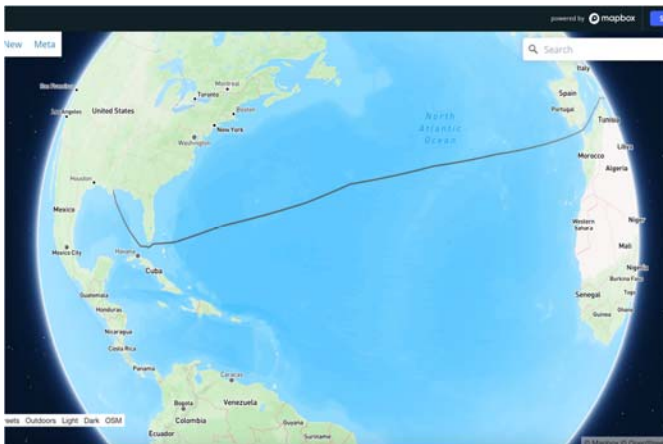 powered by mapbox
New Meta
Search
Italy
Spain
Portugal
Tunisia
Morocco
Algeria
Western
Sahara
Niger
Mali
Nigeria
Burkina Faso
Togo
Senegal
Guinea
Ghana
North
Atlantic
Ocean
Montreal
Toronto
Boston
New York
Washington
San Francisco
Los Angeles
United States
Houston
Mexico
Mexico City
Havana
Cuba
Guatemala
Honduras
Nicaragua
Costa Rica
Panama
Caracas
Bogota
Venezuela
Colombia
Guyana
Suriname
Ecuador
Outdoors Light Dark OSM